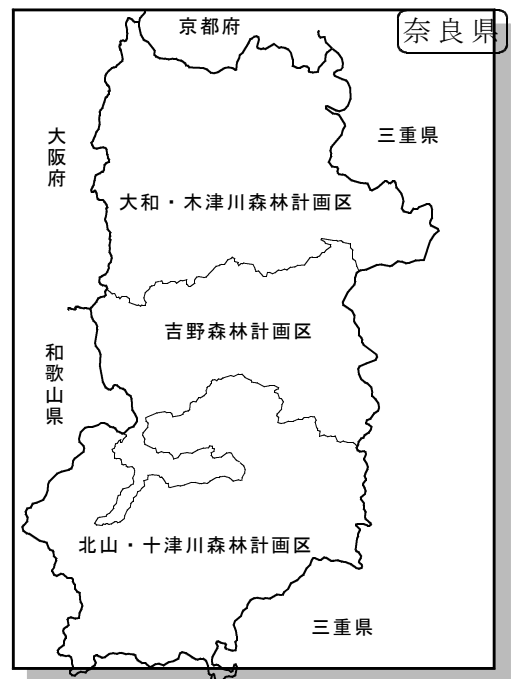 京都府
奈良県
三重県
大阪府
大和・木津川森林計画区
吉野森林計画区
和歌山県
北山・十津川森林計画区
三重県